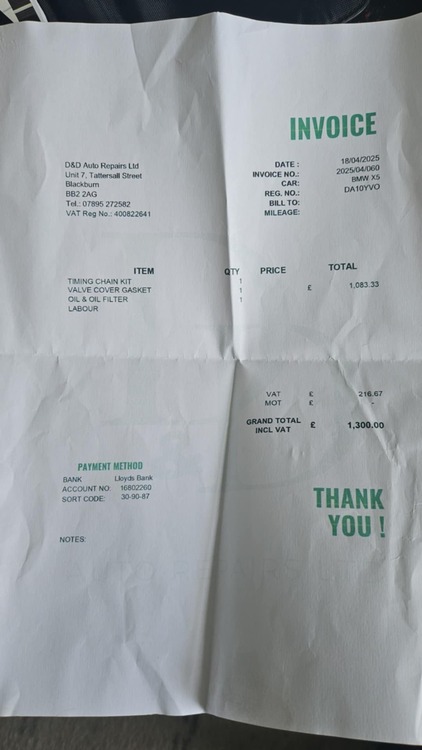 INVOICE
D&D Auto Repairs Ltd
Unit 7, Tattersall Street
Blackburn
BB2 2AG
Tel.: 07895 272582
VAT Reg No.: 400822641
DATE : 18/04/2025
INVOICE NO.: 2025/04/060
CAR: BMW X5
REG. NO.: DA10YVO
BILL TO:
MILEAGE:
ITEM QTY PRICE TOTAL
TIMING CHAIN KIT 1
VALVE COVER GASKET 1 £ 1,083.33
OIL & OIL FILTER 1
LABOUR
VAT £ 216.67
MOT £ -
GRAND TOTAL
INCL VAT £ 1,300.00
PAYMENT METHOD
BANK Lloyds Bank
ACCOUNT NO: 16802260
SORT CODE: 30-90-87
THANK
YOU !
NOTES: